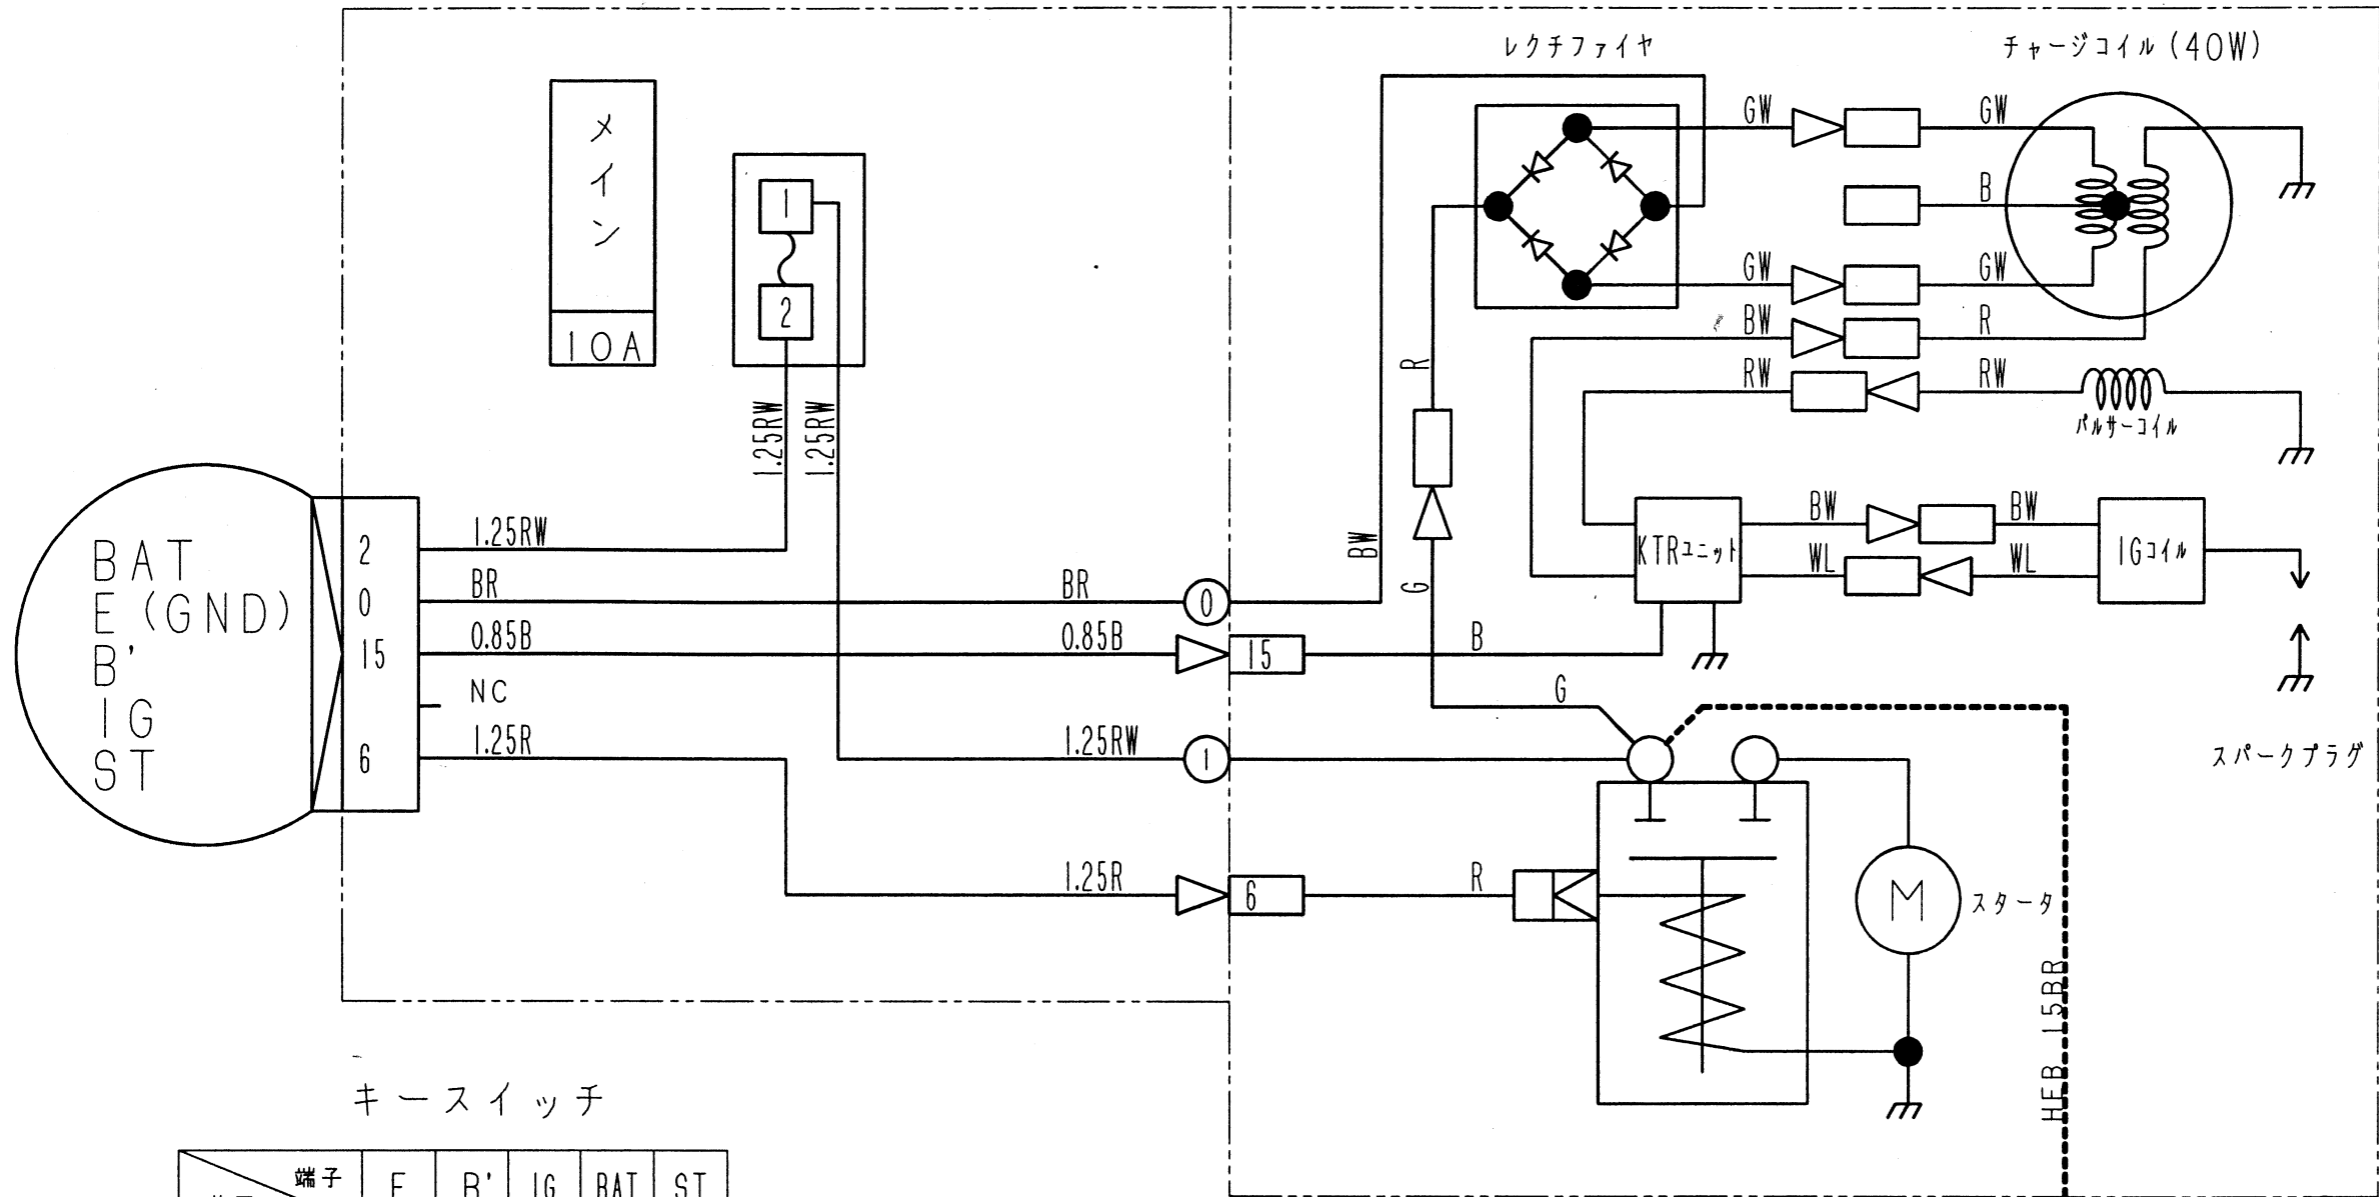 レクチファイヤ
チャージコイル(40W)
メイン
10A
1
2
GW
GW
B
GW
GW
BW
R
RW
RW
パルサーコイル
R
1.25RW
1.25RW
BAT
E (GND)
B'
IG
ST
2
0
15
6
1.25RW
BR
BR
0
0.85B
0.85B
15
NC
1.25R
1.25RW
1
1.25R
6
BW
G
KTRユニット
BW
BW
WL
WL
IGコイル
B
G
スパークプラグ
R
M
スタータ
HEB 15BR
キースイッチ
端子
E
B'
IG
BAT
ST